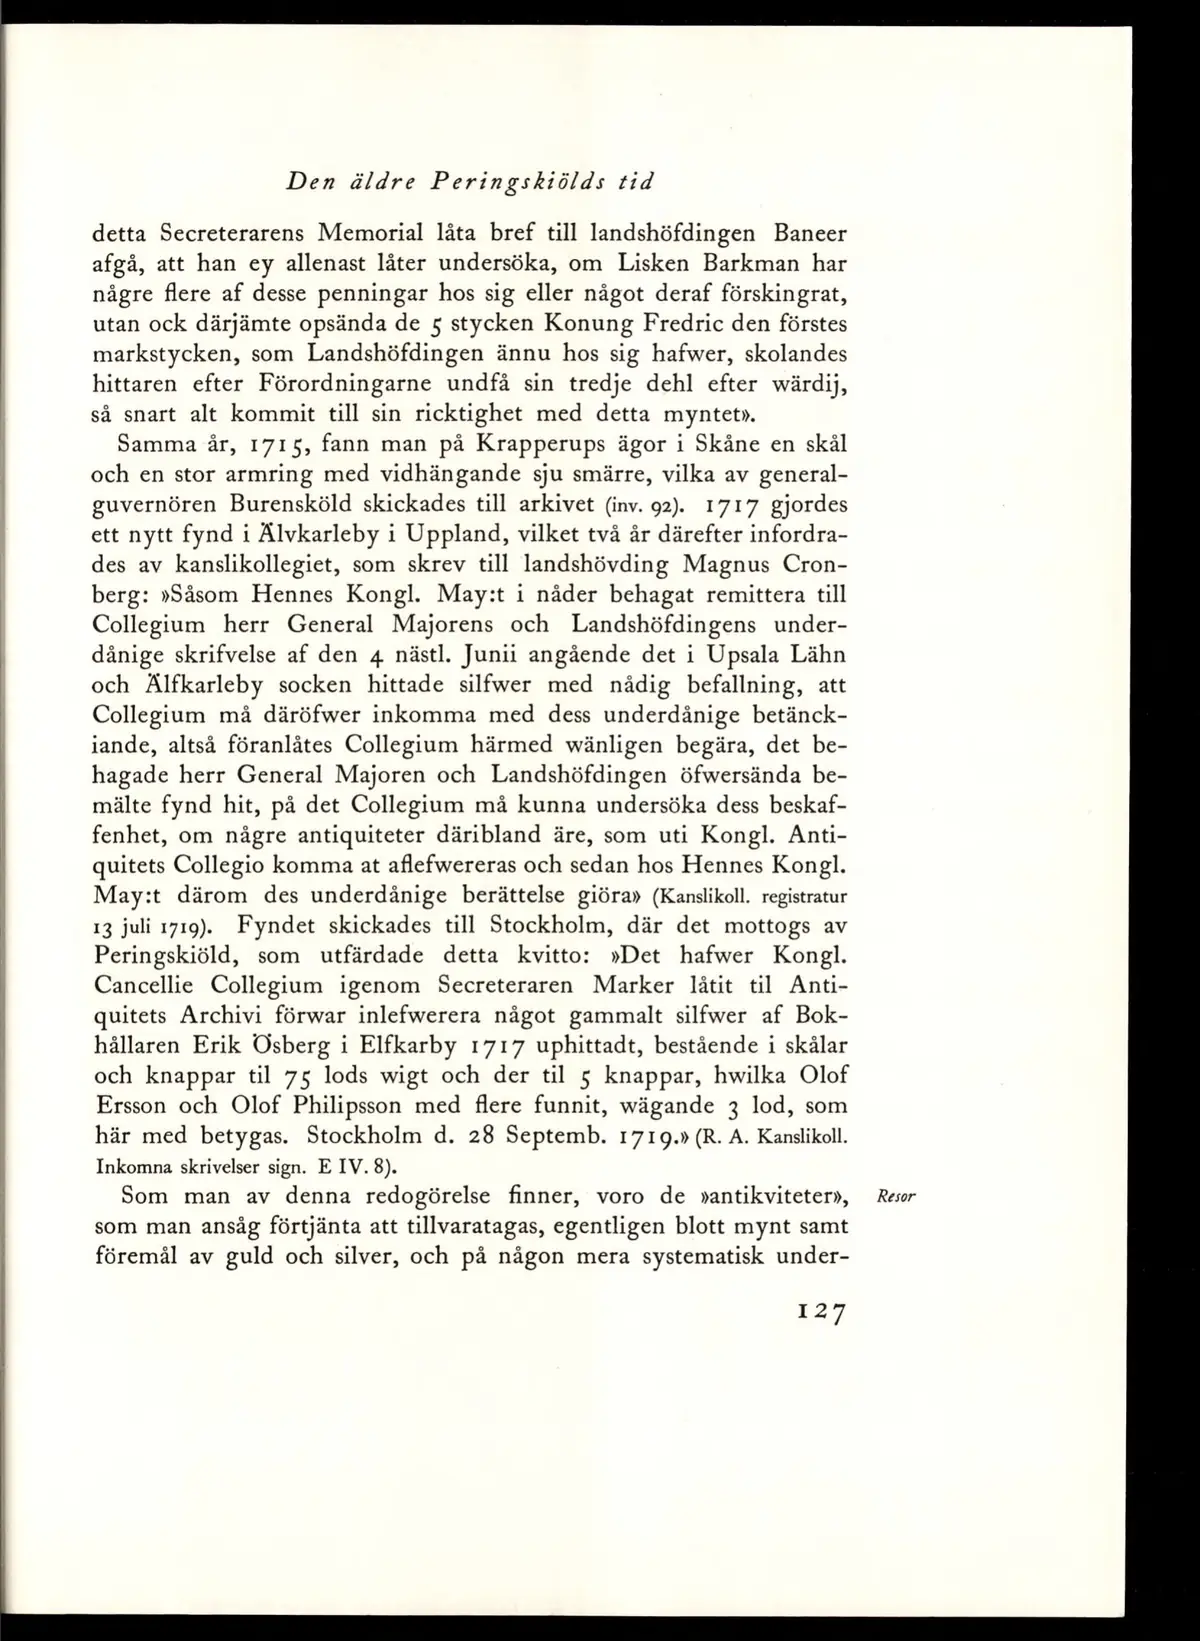 Den äldre Peringskiölds tid
detta Secreterarens Memorial låta bref till landshöfdingen Baneer
afgå, att han ey allenast låter undersöka, om Lisken Barkman har
någre flere af desse penningar hos sig eller något deraf förskingrat,
utan ock därjämte opsända de 5 stycken Konung Fredric den förstes
markstycken, som Landshöfdingen ännu hos sig hafwer, skolandes
hittaren efter Förordningarne undfå sin tredje dehl efter wärdij,
så snart alt kommit till sin ricktighet med detta myntet».
Samma år, 1715, fann man på Krapperups ägor i Skåne en skål
och en stor armring med vidhängande sju smärre, vilka av general-
guvernören Burensköld skickades till arkivet (inv. 92). 1717 gjordes
ett nytt fynd i Älvkarleby i Uppland, vilket två år därefter infordra-
des av kanslikollegiet, som skrev till landshövding Magnus Cron-
berg: »Såsom Hennes Kongl. May:t i nåder behagat remittera till
Collegium herr General Majorens och Landshöfdingens under-
dånige skrifvelse af den 4 nästl. Junii angående det i Upsala Lähn
och Älfkarleby socken hittade silfwer med nådig befallning, att
Collegium må däröfwer inkomma med dess underdånige betänck-
iande, altså föranlåtes Collegium härmed wänligen begära, det be-
hagade herr General Majoren och Landshöfdingen öfwersända be-
mälte fynd hit, på det Collegium må kunna undersöka dess beskaf-
fenhet, om någre antiquiteter däribland äre, som uti Kongl. Anti-
quitets Collegio komma at aflefwereras och sedan hos Hennes Kongl.
May:t därom des underdånige berättelse giöra» (Kanslikoll. registratur
13 juli 1719). Fyndet skickades till Stockholm, där det mottogs av
Peringskiöld, som utfärdade detta kvitto: »Det hafwer Kongl.
Cancellie Collegium igenom Secreteraren Marker låtit til Anti-
quitets Archivi förwar inlefwerera något gammalt silfwer af Bok-
hållaren Erik Ösberg i Elfkarby 1717 uphittadt, bestående i skålar
och knappar til 75 lods wigt och der til 5 knappar, hwilka Olof
Ersson och Olof Philipsson med flere funnit, wägande 3 lod, som
här med betygas. Stockholm d. 28 Septemb. 1719.» (R. A. Kanslikoll.
Inkomna skrivelser sign. E IV. 8).
Som man av denna redogörelse finner, voro de »antikviteter», Resor
som man ansåg förtjänta att tillvaratagas, egentligen blott mynt samt
föremål av guld och silver, och på någon mera systematisk under-
127